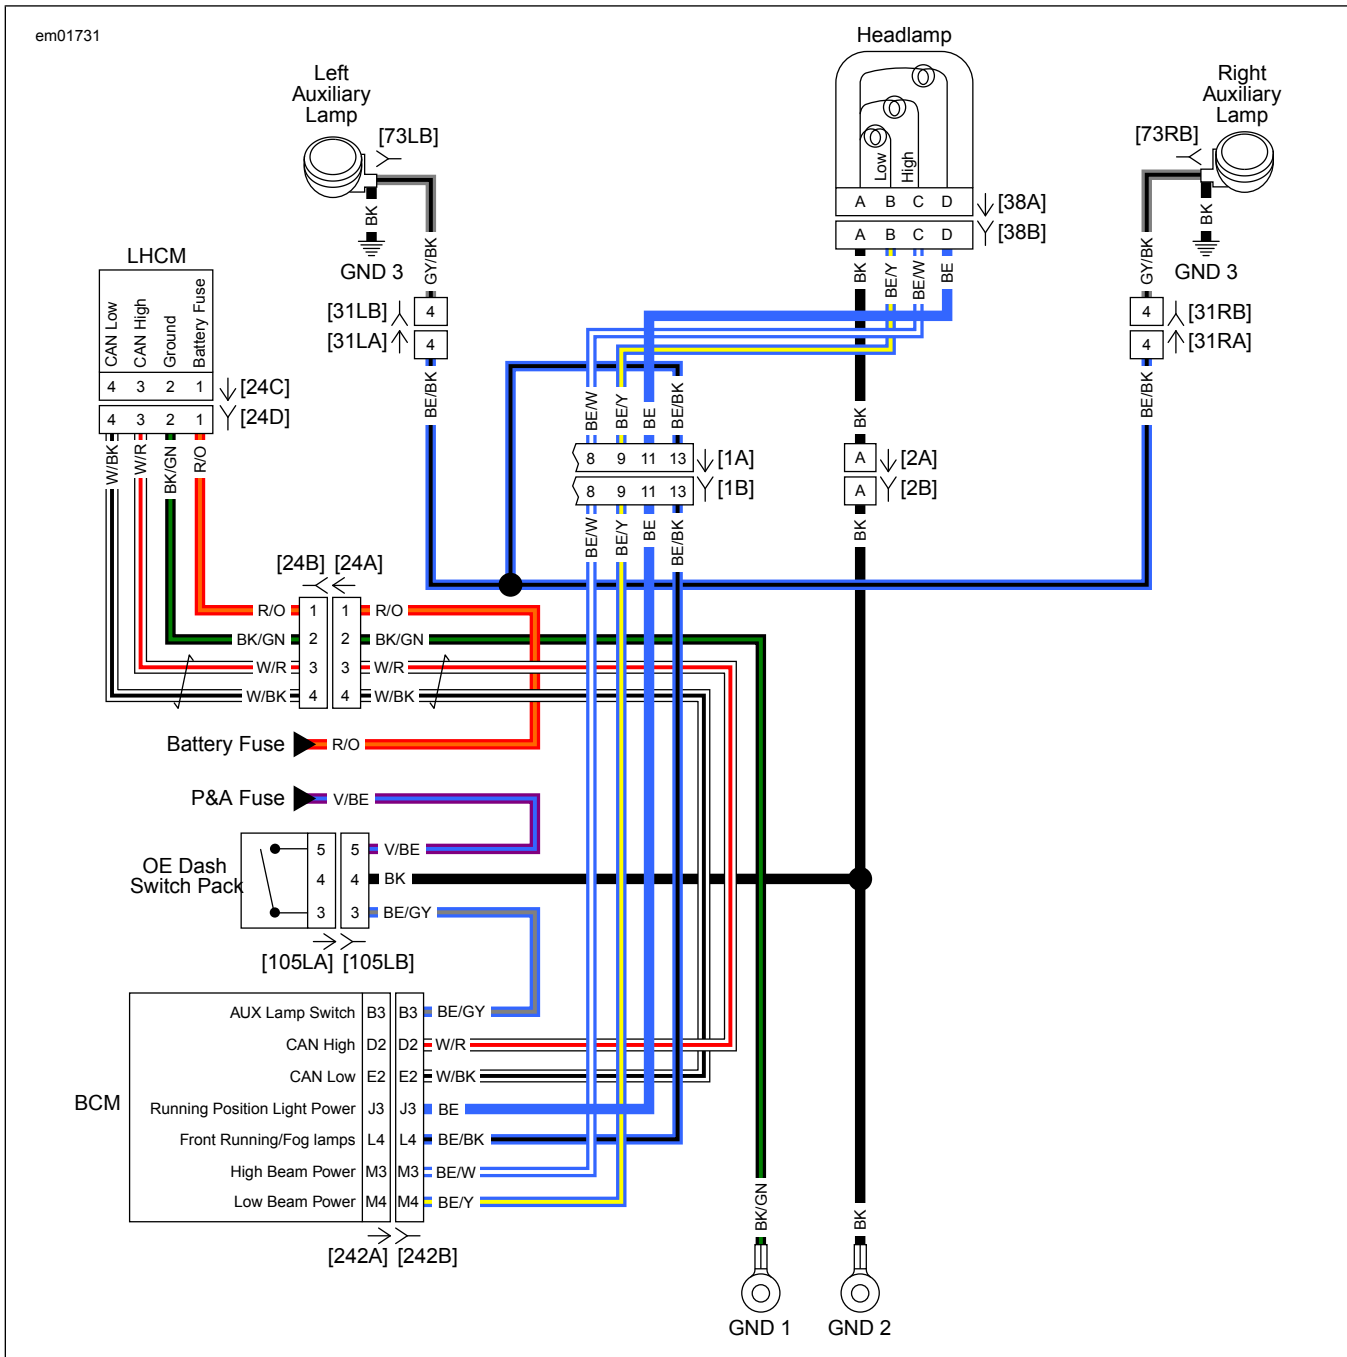 em01731
Headlamp
Left
Auxiliary
Lamp
[73LB]
BK
GND 3
GY/BK
[31LB]
4
[31LA]
4
BE/BK
Low
High
A B C D
[38A]
A B C D
[38B]
BK
BE/Y
BE/W
BE
Right
Auxiliary
Lamp
[73RB]
BK
GND 3
GY/BK
4
[31RB]
4
[31RA]
BE/BK
LHCM
CAN Low
CAN High
Ground
Battery Fuse
4 3 2 1
[24C]
4 3 2 1
[24D]
W/BK
W/R
BK/GN
R/O
BE/W
BE/Y
BE
BE/BK
8 9 11 13
[1A]
8 9 11 13
[1B]
BE/W
BE/Y
BE
BE/BK
BK
A
[2A]
A
[2B]
BK
[24B] [24A]
R/O 1 1 R/O
BK/GN 2 2 BK/GN
W/R 3 3 W/R
W/BK 4 4 W/BK
Battery Fuse
R/O
P&A Fuse
V/BE
OE Dash
Switch Pack
5 5 V/BE
4 4 BK
3 3 BE/GY
[105LA] [105LB]
BCM
AUX Lamp Switch B3 B3 BE/GY
CAN High D2 D2 W/R
CAN Low E2 E2 W/BK
Running Position Light Power J3 J3 BE
Front Running/Fog lamps L4 L4 BE/BK
High Beam Power M3 M3 BE/W
Low Beam Power M4 M4 BE/Y
[242A] [242B]
BK/GN
BK
GND 1
GND 2